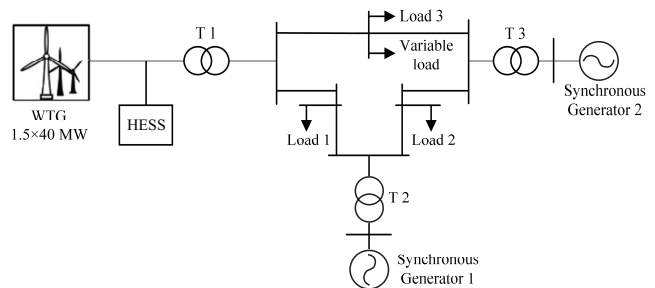 T 1
Load 3
Variable
load
T 3
Synchronous
Generator 2
WTG
1.5×40 MW
HESS
Load 1
Load 2
T 2
Synchronous
Generator 1